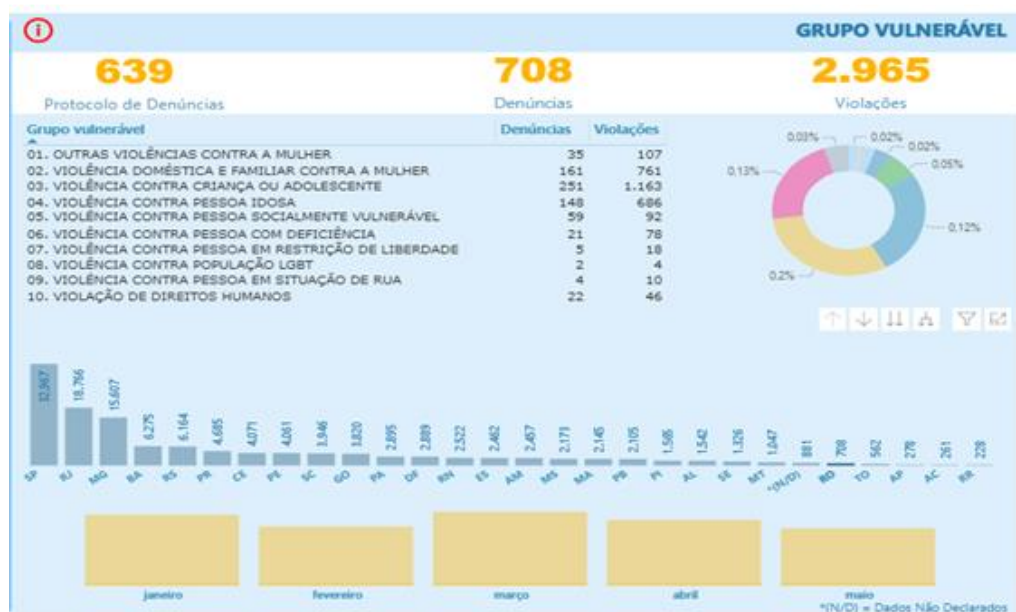 GRUPO VULNERÁVEL
639
708
2.965
Protocolo de Denúncias
Denúncias
Violações
Grupo vulnerável Denúncias Violações
01. OUTRAS VIOLÊNCIAS CONTRA A MULHER 35 107
02. VIOLÊNCIA DOMÉSTICA E FAMILIAR CONTRA A MULHER 161 761
03. VIOLÊNCIA CONTRA CRIANÇA OU ADOLESCENTE 251 1.163
04. VIOLÊNCIA CONTRA PESSOA IDOSA 148 686
05. VIOLÊNCIA CONTRA PESSOA SOCIALMENTE VULNERÁVEL 59 92
06. VIOLÊNCIA CONTRA PESSOA COM DEFICIÊNCIA 21 78
07. VIOLÊNCIA CONTRA PESSOA EM RESTRIÇÃO DE LIBERDADE 5 18
08. VIOLÊNCIA CONTRA POPULAÇÃO LGBT 2 4
09. VIOLÊNCIA CONTRA PESSOA EM SITUAÇÃO DE RUA 4 10
10. VIOLAÇÃO DE DIREITOS HUMANOS 22 46
0,03% 0,02%
0,02%
0,13% 0,05%
0,12%
0,2%
32.967 18.766 15.607 6.275 6.164 4.685 4.071 4.061 3.946 3.820 2.895 2.889 2.522 2.462 2.457 2.173 2.145 2.105 1.565 1.542 1.326 1.047 881 708 562 278 261 228
SP RJ MG BA RS PR CE PE SC GO PA DF RN ES AM MS MA PB PI AL SE MT *(N/D) RO TO AP AC RR
janeiro fevereiro março abril maio
*(N/D) = Dados Não Declarados